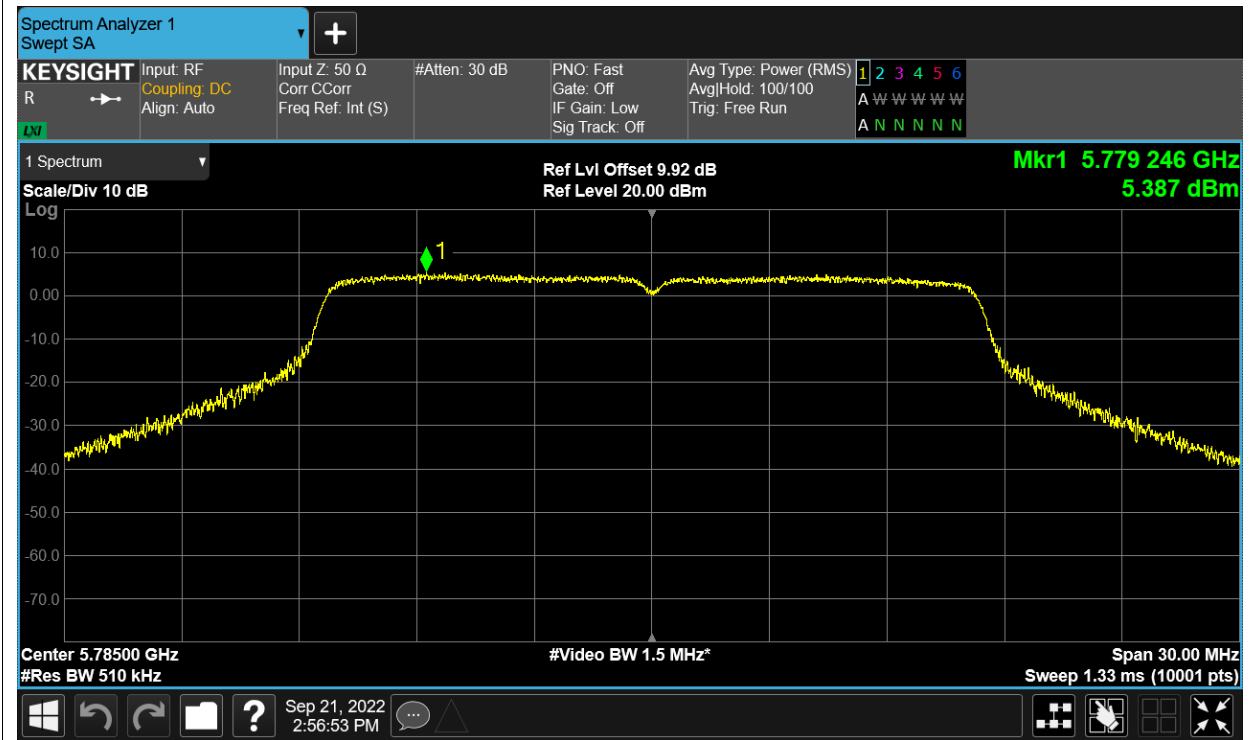 Spectrum Analyzer 1
Swept SA
KEYSIGHT
R
LXI
Input: RF
Coupling: DC
Align: Auto
Input Z: 50 Ω
Corr CCorr
Freq Ref: Int (S)
#Atten: 30 dB
PNO: Fast
Gate: Off
IF Gain: Low
Sig Track: Off
Avg Type: Power (RMS)
Avg|Hold: 100/100
Trig: Free Run
1 2 3 4 5 6
A W W W W W
A N N N N N
1 Spectrum
Scale/Div 10 dB
Ref Lvl Offset 9.92 dB
Ref Level 20.00 dBm
Mkr1 5.779 246 GHz
5.387 dBm
Log
1
10.0
0.00
-10.0
-20.0
-30.0
-40.0
-50.0
-60.0
-70.0
Center 5.78500 GHz
#Res BW 510 kHz
#Video BW 1.5 MHz*
Span 30.00 MHz
Sweep 1.33 ms (10001 pts)
?
Sep 21, 2022
2:56:53 PM